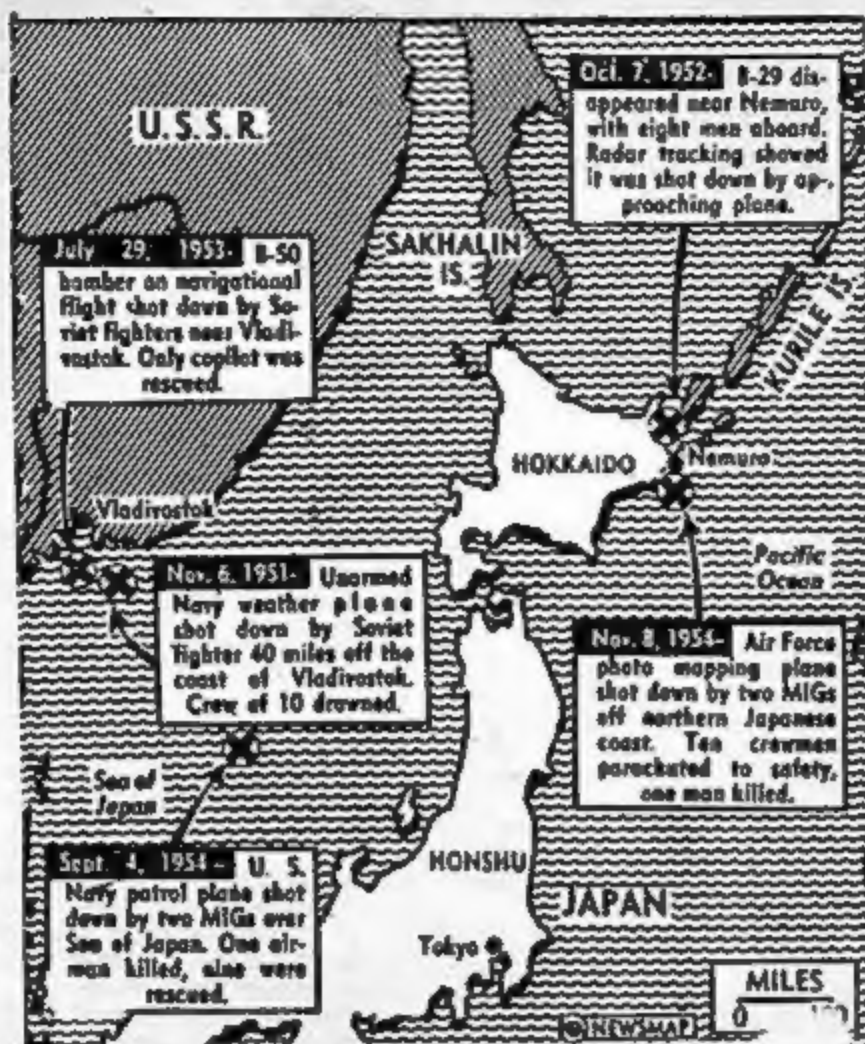 U.S.S.R.
Oct. 7, 1952- B-29 dis-
appeared near Nemuro,
with eight men aboard.
Radar tracking showed
it was shot down by ap-
proaching plane.
July 29, 1953- B-50
bomber on navigational
flight shot down by So-
viet fighters near Vladi-
vostok. Only copilot was
rescued.
SAKHALIN
IS.
KURILE IS.
HOKKAIDO
Nemuro
Vladivostok
Pacific
Ocean
Nov. 6, 1951- Unarmed
Navy weather plane
shot down by Soviet
fighter 40 miles off the
coast of Vladivostok.
Crew of 10 drowned.
Nov. 8, 1954- Air Force
photo mapping plane
shot down by two MIGs
off northern Japanese
coast. Ten crewmen
parachuted to safety,
one man killed.
Sea of
Japan
Sept. 4, 1954- U. S.
Navy patrol plane shot
down by two MIGs over
Sea of Japan. One air-
man killed, nine were
rescued.
HONSHU
JAPAN
Tokyo
MILES
0 100
NEWSMAP